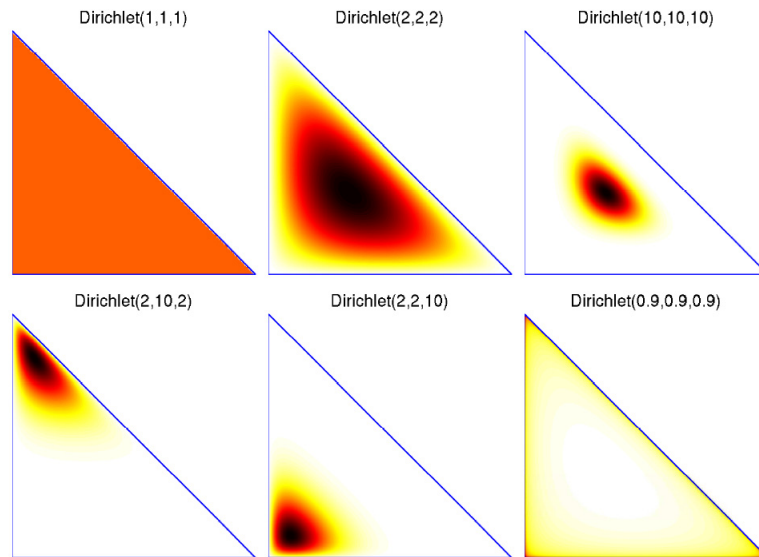 Dirichlet(1,1,1)
Dirichlet(2,2,2)
Dirichlet(10,10,10)
Dirichlet(2,10,2)
Dirichlet(2,2,10)
Dirichlet(0.9,0.9,0.9)